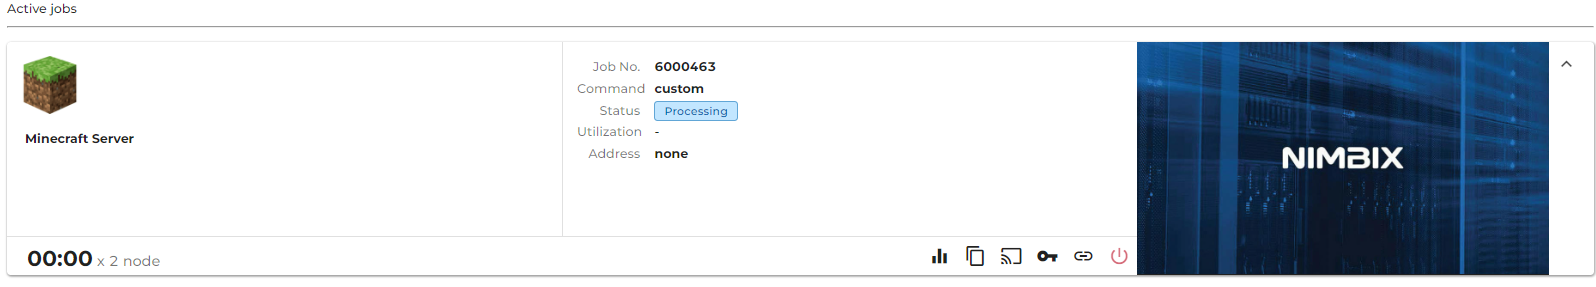 Active jobs
Minecraft Server
Job No. 6000463
Command custom
Status Processing
Utilization -
Address none
NIMBIX
00:00 x 2 node